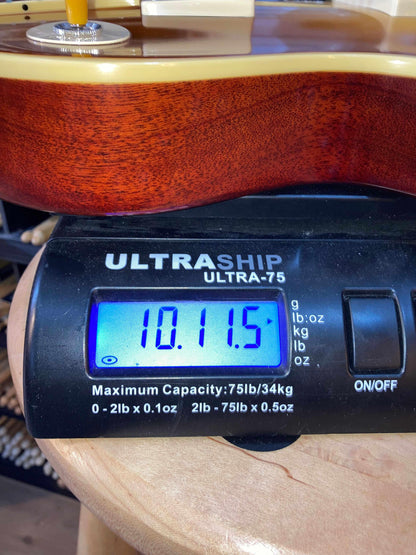 ULTRASHIP
ULTRA-75
10.11.5
g
lb:oz
kg
lb
oz
ON/OFF
Maximum Capacity:75lb/34kg
0 - 2lb x 0.1oz 2lb - 75lb x 0.5oz